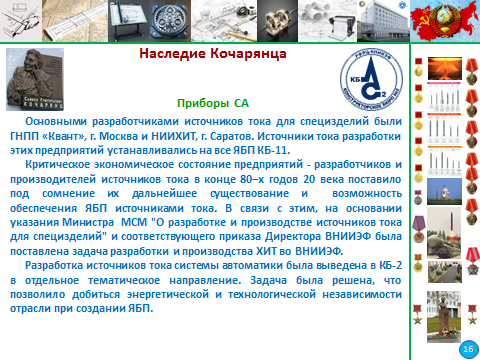 Наследие Кочарянца
КОЧАРЯНЦ
КБ
С
2
Приборы СА
Основными разработчиками источников тока для специзделий были
ГНПП «Квант», г. Москва и НИИХИТ, г. Саратов. Источники тока разработки
этих предприятий устанавливались на все ЯБП КБ-11.
Критическое экономическое состояние предприятий - разработчиков и
производителей источников тока в конце 80–х годов 20 века поставило
под сомнение их дальнейшее существование и возможность
обеспечения ЯБП источниками тока. В связи с этим, на основании
указания Министра МСМ "О разработке и производстве источников тока
для специзделий" и соответствующего приказа Директора ВНИИЭФ была
поставлена задача разработки и производства ХИТ во ВНИИЭФ.
Разработка источников тока системы автоматики была выведена в КБ-2
в отдельное тематическое направление. Задача была решена, что
позволило добиться энергетической и технологической независимости
отрасли при создании ЯБП.
16